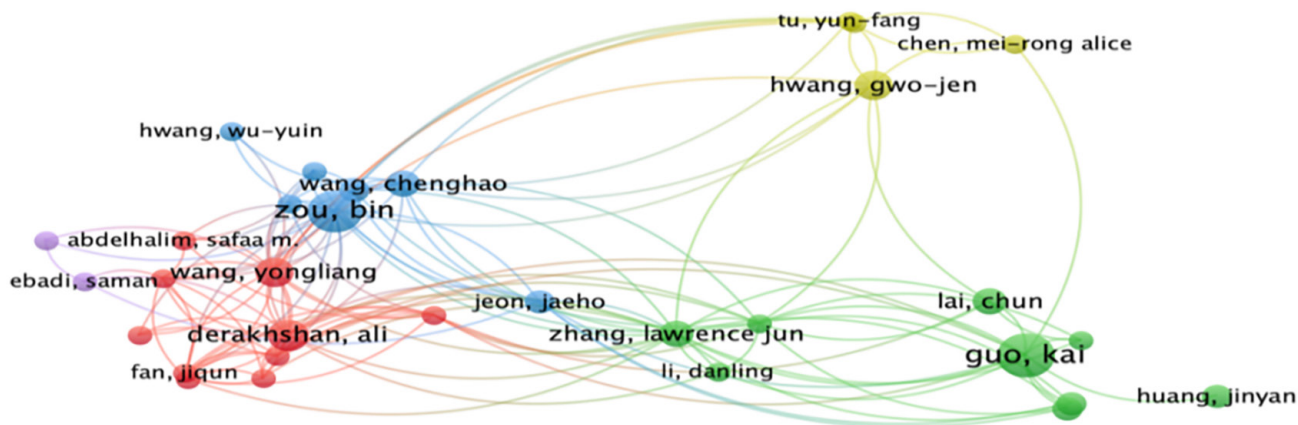 tu, yun-fang
chen, mei-rong alice
hwang, gwo-jen
hwang, wu-yuin
wang, chenghao
zou, bin
abdelhalim, safaa m.
wang, yongliang
ebadi, saman
jeon, jaeho
lai, chun
derakhshan, ali
zhang, lawrence jun
guo, kai
fan, jiqun
li, danling
huang, jinyan